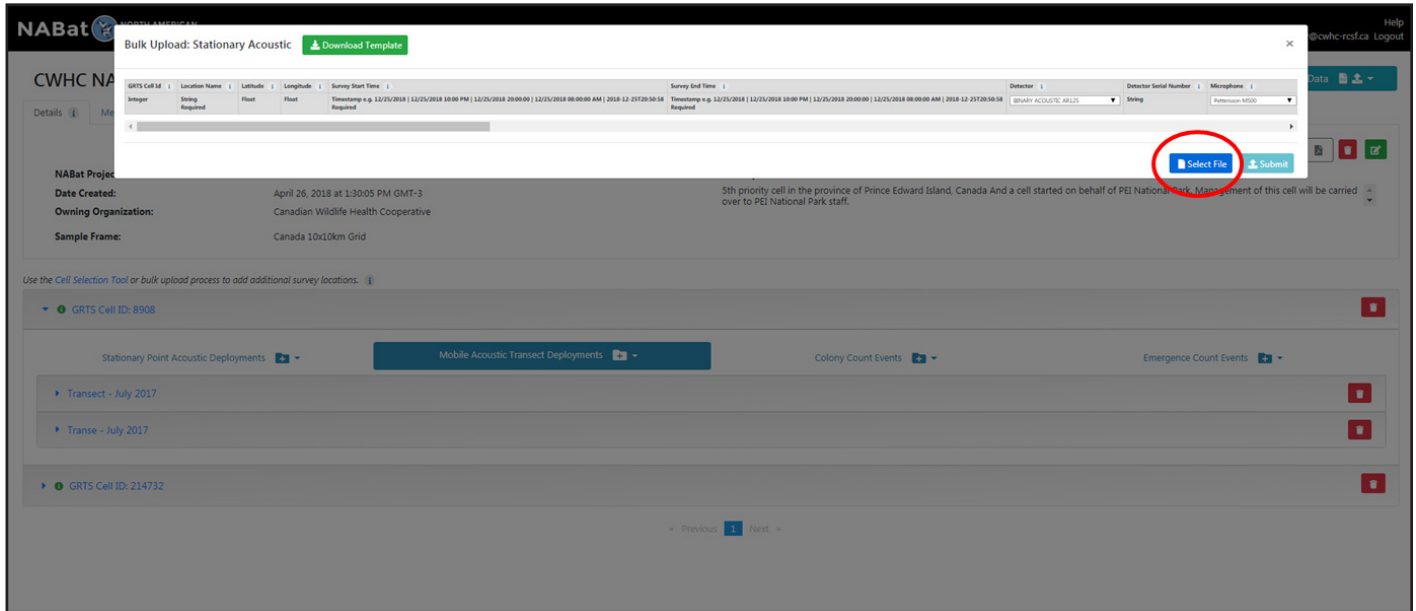 NABat NORTH AMERICAN
Help
@cwhc-rcsf.ca Logout
Bulk Upload: Stationary Acoustic Download Template ×
CWHC NA
Data
Details Me
GRTS Cell Id Location Name Latitude Longitude Survey Start Time Survey End Time Detector Detector Serial Number Microphone
Integer String Float Float Timestamp e.g. 12/25/2018 | 12/25/2018 10:00 PM | 12/25/2018 20:00:00 | 12/25/2018 08:00:00 AM | 2018-12-25T20:50:58 Timestamp e.g. 12/25/2018 | 12/25/2018 10:00 PM | 12/25/2018 20:00:00 | 12/25/2018 08:00:00 AM | 2018-12-25T20:50:58 BINARY ACOUSTIC AR125 String Pettersson M500
Required Required Required
Select File Submit
NABat Projec
Date Created: April 26, 2018 at 1:30:05 PM GMT-3
Owning Organization: Canadian Wildlife Health Cooperative
Sample Frame: Canada 10x10km Grid
5th priority cell in the province of Prince Edward Island, Canada And a cell started on behalf of PEI National Park. Management of this cell will be carried
over to PEI National Park staff.
Use the Cell Selection Tool or bulk upload process to add additional survey locations.
GRTS Cell ID: 8908
Stationary Point Acoustic Deployments Mobile Acoustic Transect Deployments Colony Count Events Emergence Count Events
Transect - July 2017
Transe - July 2017
GRTS Cell ID: 214732
« Previous 1 Next »